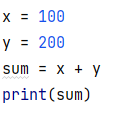 x = 100
y = 200
sum = x + y
print(sum)